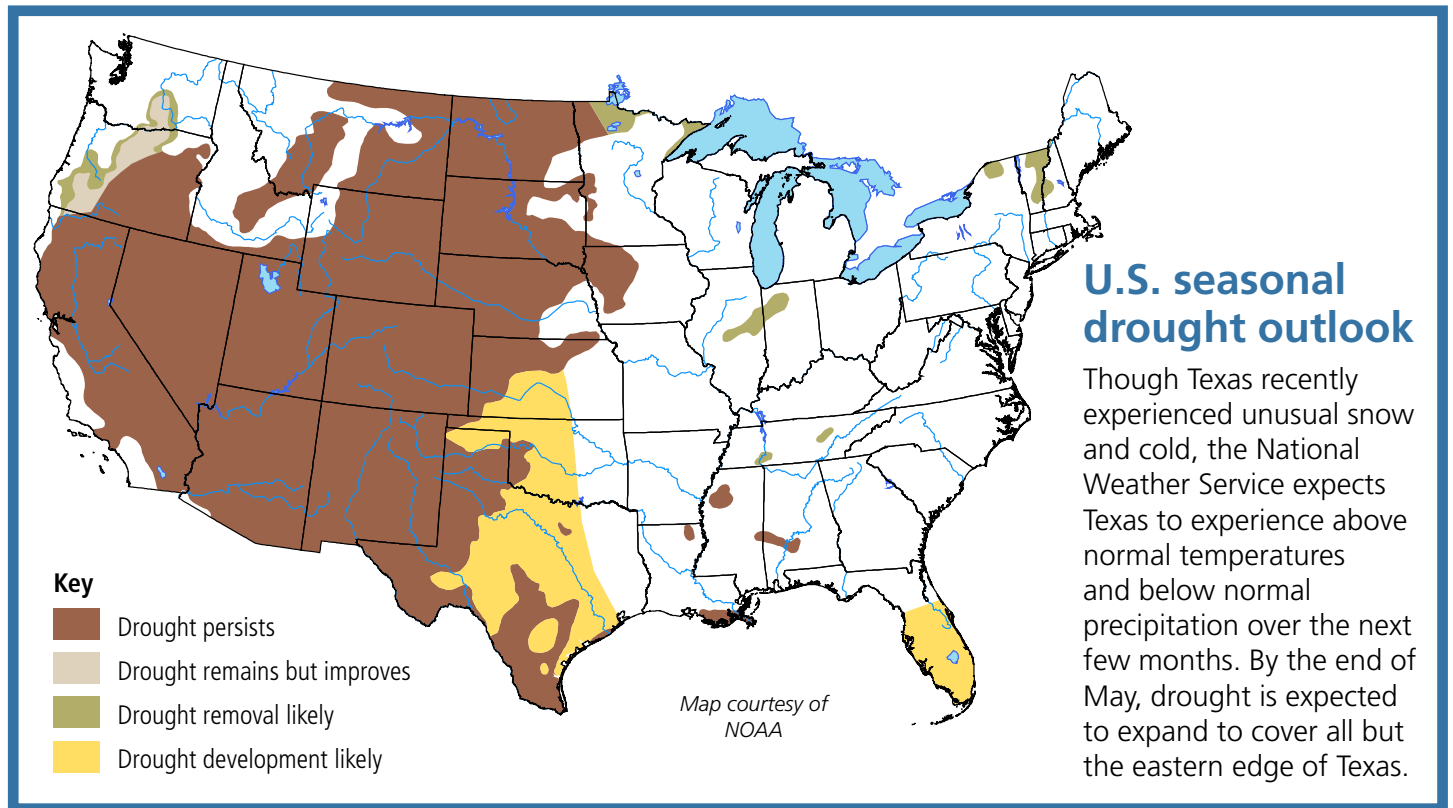 U.S. seasonal
drought outlook
Though Texas recently
experienced unusual snow
and cold, the National
Weather Service expects
Texas to experience above
normal temperatures
and below normal
precipitation over the next
few months. By the end of
May, drought is expected
to expand to cover all but
the eastern edge of Texas.
Key
Drought persists
Drought remains but improves
Drought removal likely
Drought development likely
Map courtesy of
NOAA